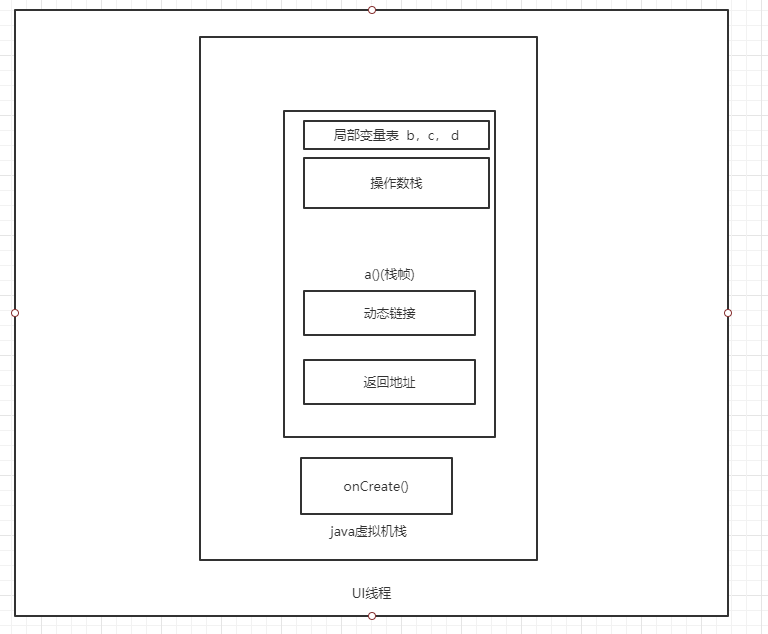 局部变量表 b，c， d
操作数栈
a()(栈帧)
动态链接
返回地址
onCreate()
java虚拟机栈
UI线程